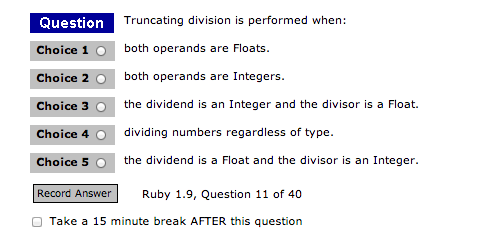 Question Truncating division is performed when:
Choice 1 both operands are Floats.
Choice 2 both operands are Integers.
Choice 3 the dividend is an Integer and the divisor is a Float.
Choice 4 dividing numbers regardless of type.
Choice 5 the dividend is a Float and the divisor is an Integer.
Record Answer Ruby 1.9, Question 11 of 40
Take a 15 minute break AFTER this question